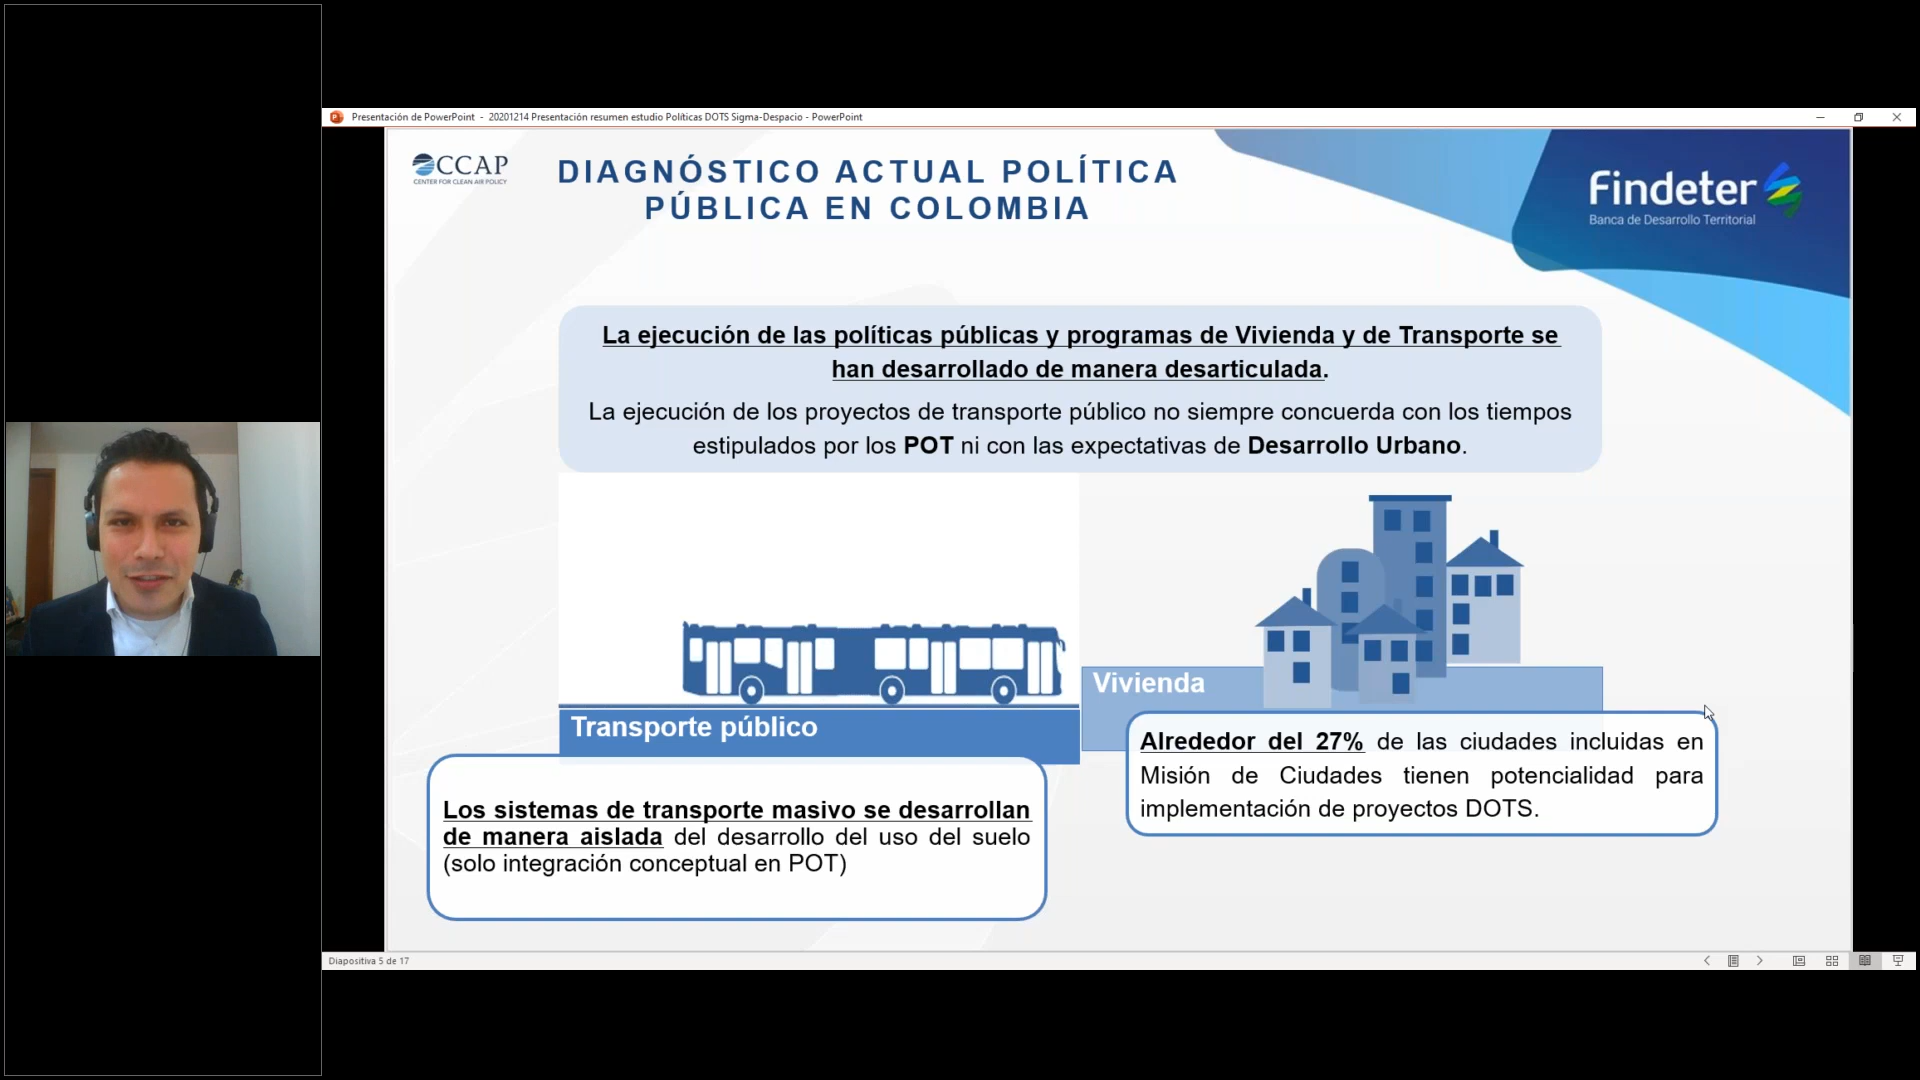 Presentación de PowerPoint - 20201214 Presentación resumen estudio Políticas DOTS Sigma-Despacio - PowerPoint
CCAP
CENTER FOR CLEAN AIR POLICY
DIAGNÓSTICO ACTUAL POLÍTICA
PÚBLICA EN COLOMBIA
Findeter
Banca de Desarrollo Territorial
La ejecución de las políticas públicas y programas de Vivienda y de Transporte se
han desarrollado de manera desarticulada.
La ejecución de los proyectos de transporte público no siempre concuerda con los tiempos
estipulados por los POT ni con las expectativas de Desarrollo Urbano.
Transporte público
Los sistemas de transporte masivo se desarrollan
de manera aislada del desarrollo del uso del suelo
(solo integración conceptual en POT)
Vivienda
Alrededor del 27% de las ciudades incluidas en
Misión de Ciudades tienen potencialidad para
implementación de proyectos DOTS.
Diapositiva 5 de 17